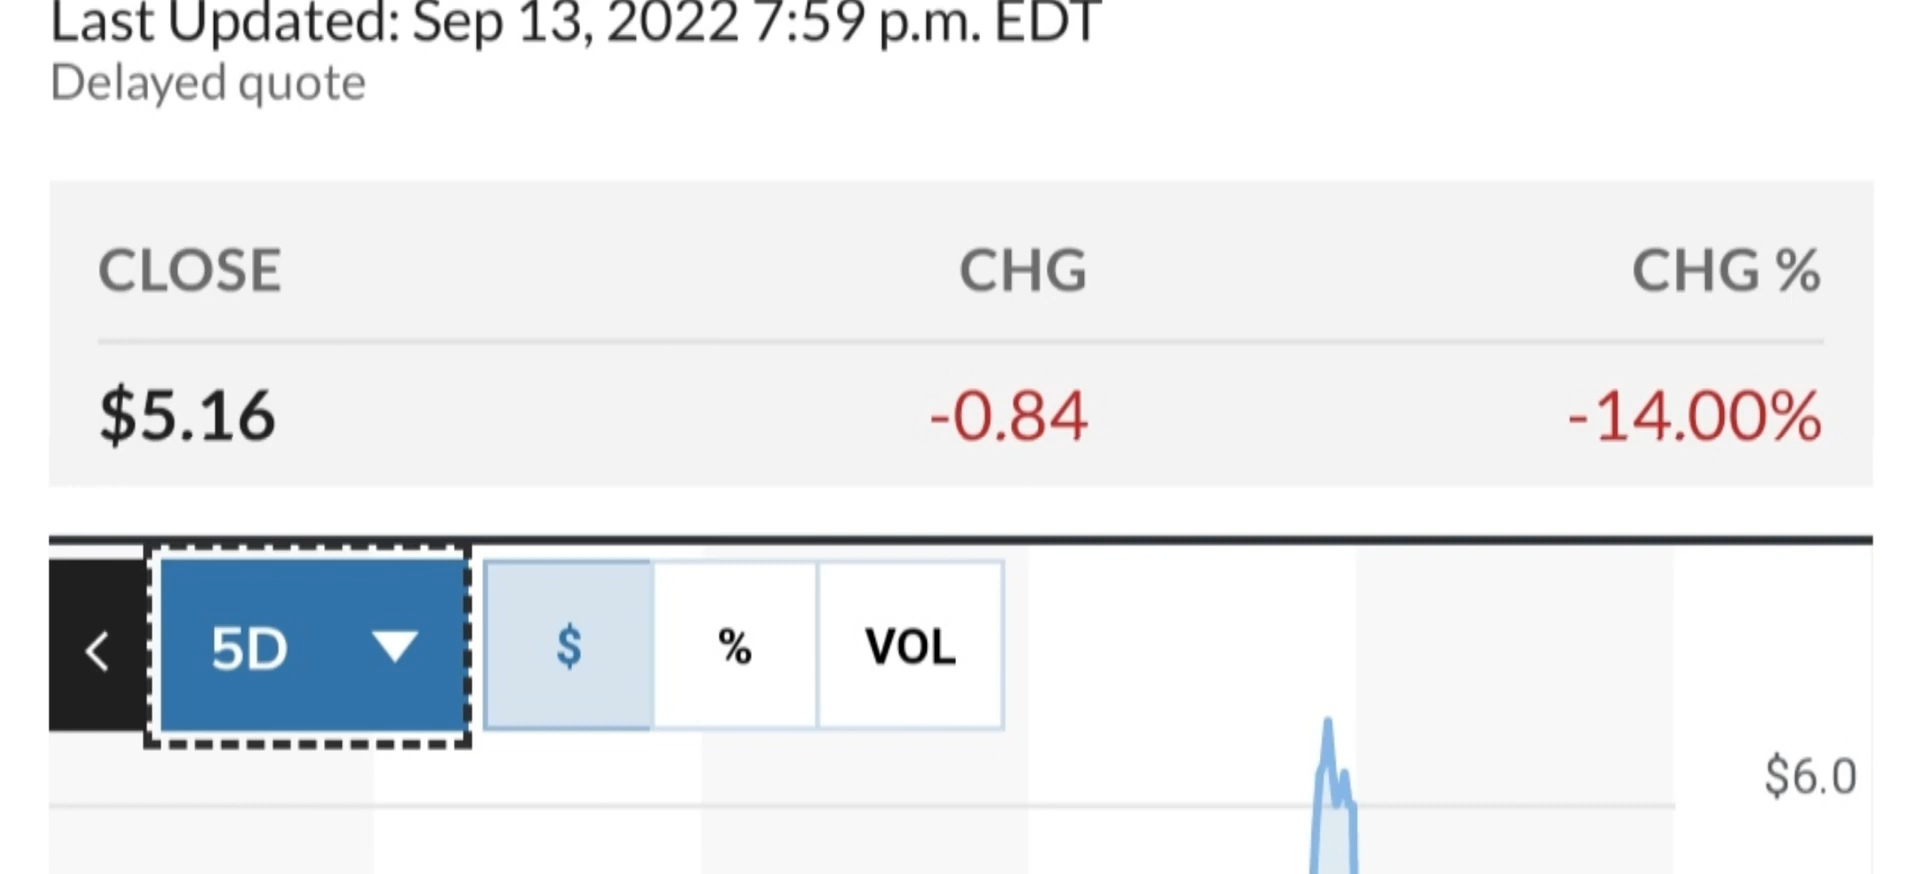 Last Updated: Sep 13, 2022 7:59 p.m. EDT
Delayed quote
CLOSE CHG CHG %
$5.16 -0.84 -14.00%
5D $ % VOL
$6.0